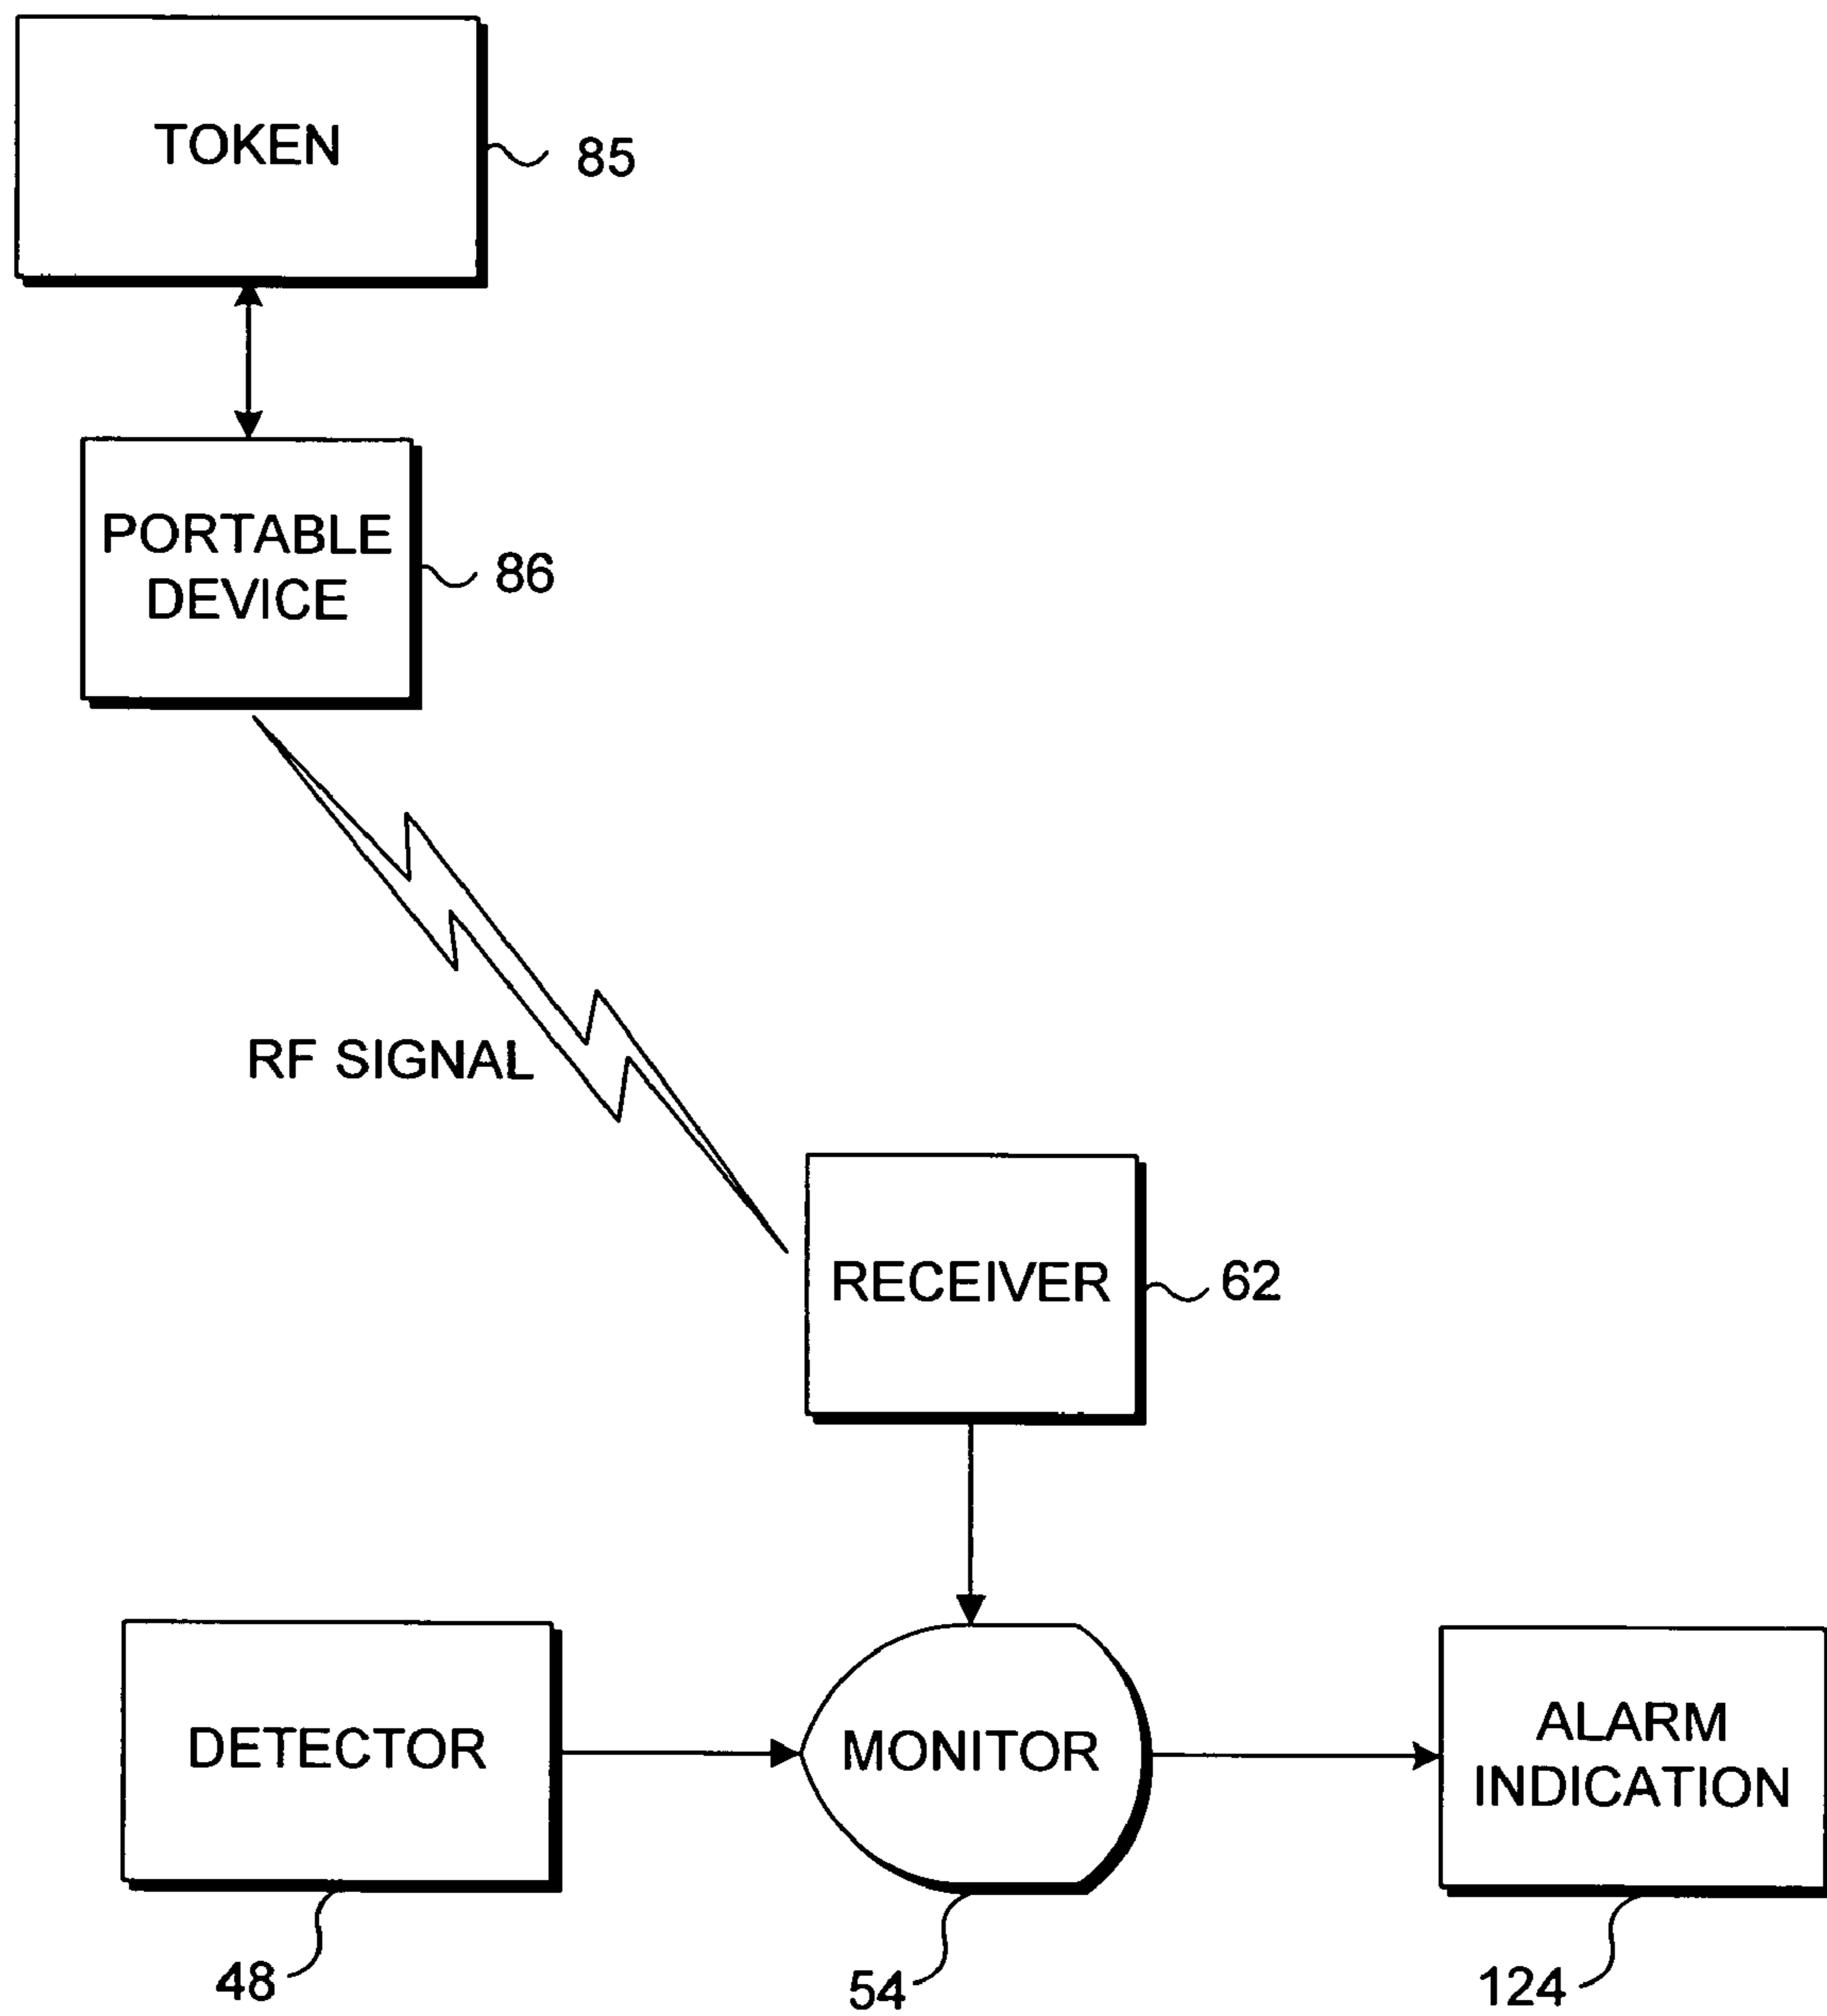 TOKEN
85
PORTABLE
DEVICE
86
RF SIGNAL
RECEIVER
62
DETECTOR
MONITOR
ALARM
INDICATION
48
54
124